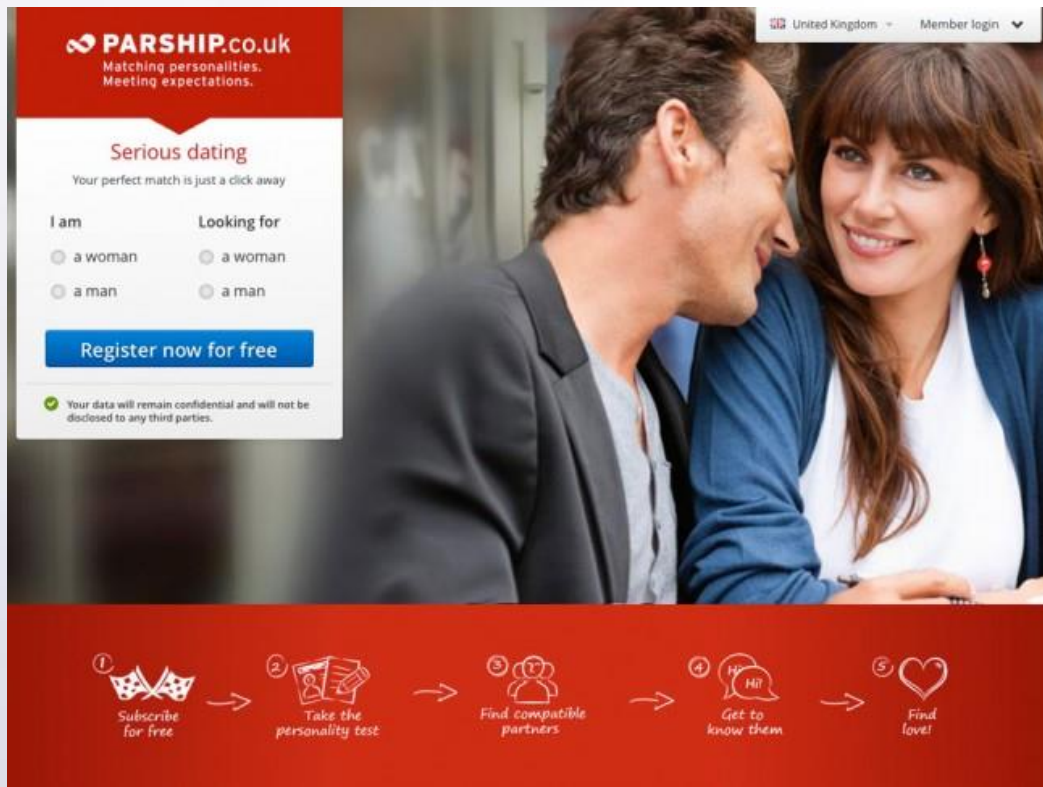 PARSHIP.co.uk
Matching personalities.
Meeting expectations.
United Kingdom
Member login
Serious dating
Your perfect match is just a click away
I am
Looking for
a woman
a woman
a man
a man
Register now for free
Your data will remain confidential and will not be
disclosed to any third parties.
CA
1
Subscribe
for free
2
Take the
personality test
3
?
Find compatible
partners
4
Hi!
Hi?
Get to
know them
5
Find
love!